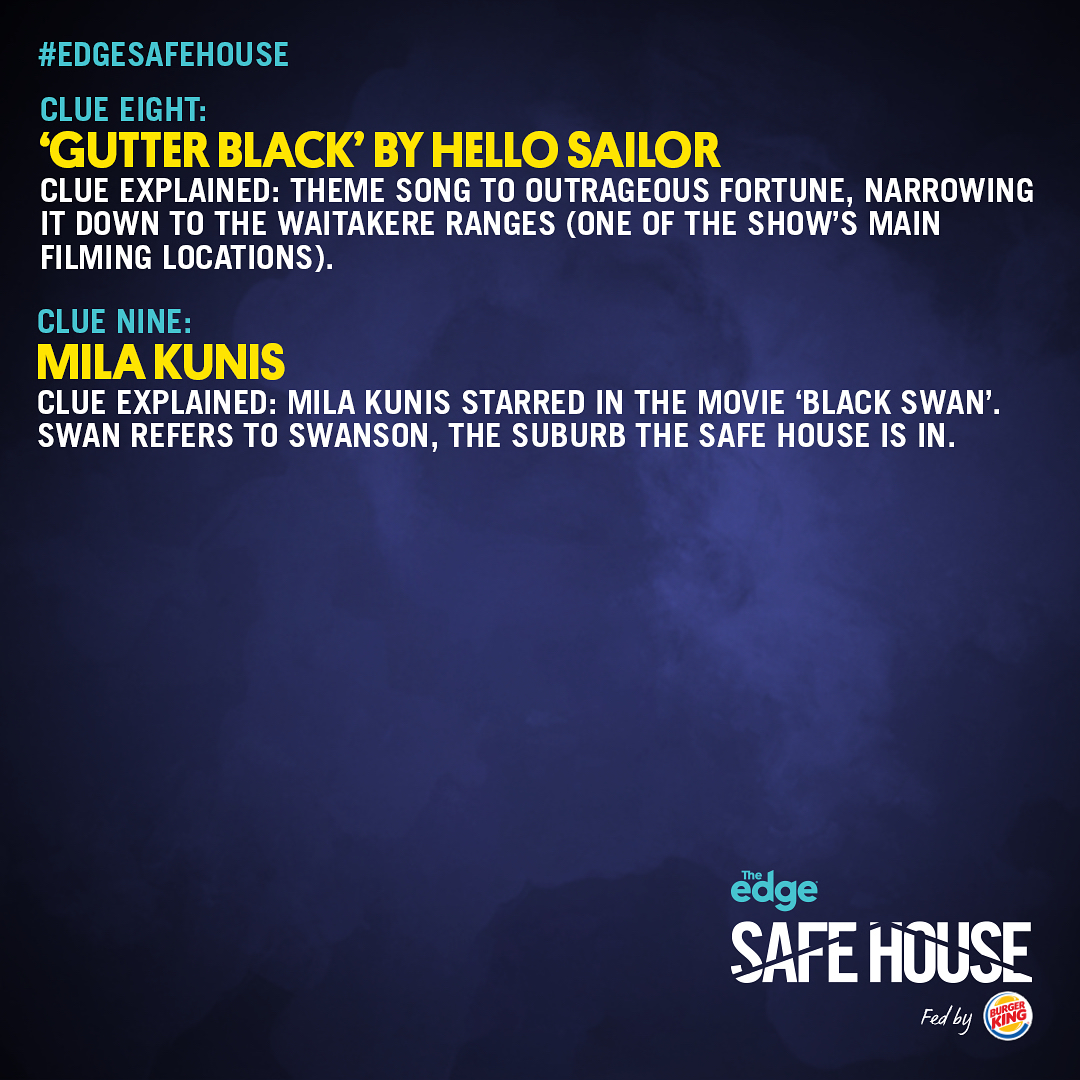 #EDGESAFEHOUSE
CLUE EIGHT:
‘GUTTER BLACK’ BY HELLO SAILOR
CLUE EXPLAINED: THEME SONG TO OUTRAGEOUS FORTUNE, NARROWING
IT DOWN TO THE WAITAKERE RANGES (ONE OF THE SHOW’S MAIN
FILMING LOCATIONS).
CLUE NINE:
MILA KUNIS
CLUE EXPLAINED: MILA KUNIS STARRED IN THE MOVIE ‘BLACK SWAN’.
SWAN REFERS TO SWANSON, THE SUBURB THE SAFE HOUSE IS IN.
The
edge
SAFE HOUSE
Fed by
BURGER
KING